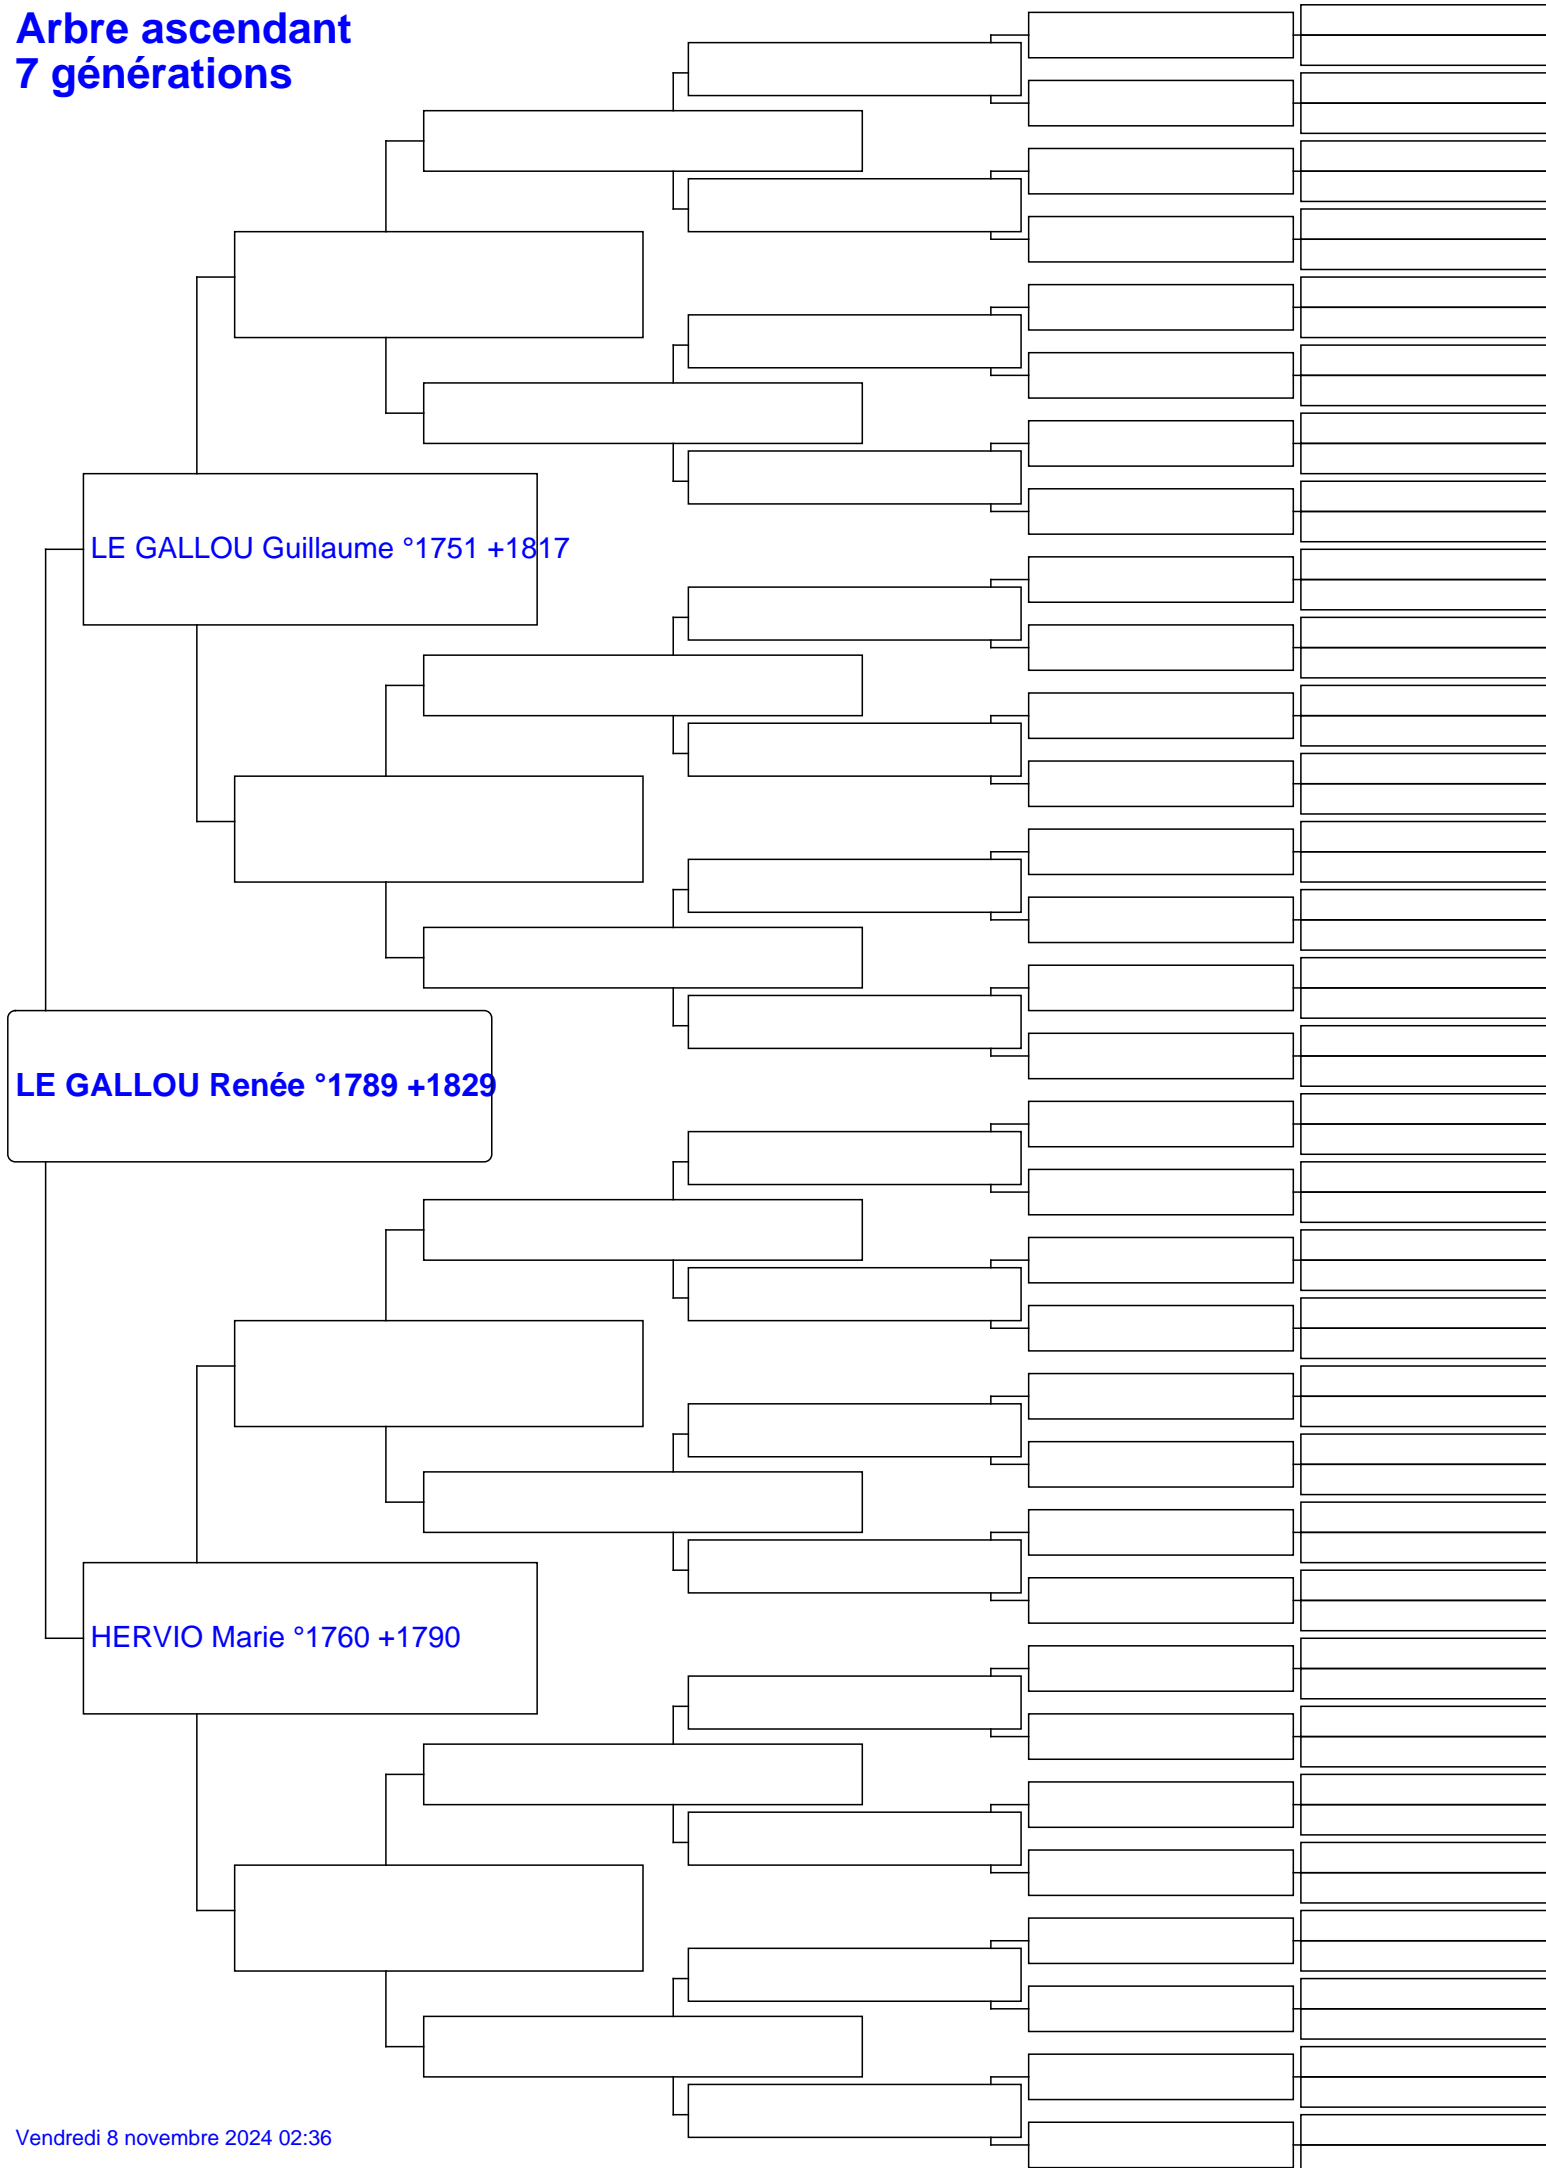 Arbre ascendant
7 générations
LE GALLOU Guillaume °1751 +1817
LE GALLOU Renée °1789 +1829
HERVIO Marie °1760 +1790
Vendredi 8 novembre 2024 02:36